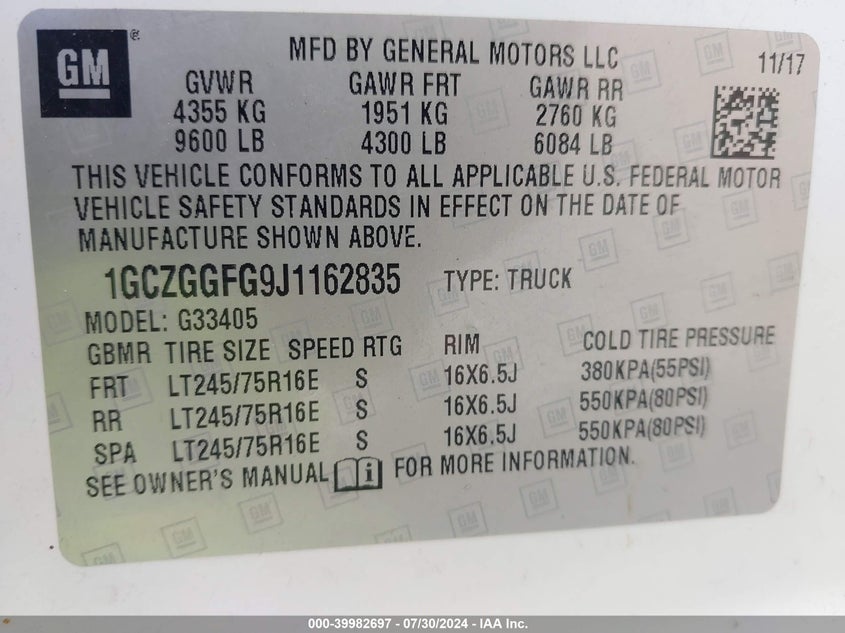 GM ® MFD BY GENERAL MOTORS LLC 11/17
GVWR GAWR FRT GAWR RR
4355 KG 1951 KG 2760 KG
9600 LB 4300 LB 6084 LB
THIS VEHICLE CONFORMS TO ALL APPLICABLE U.S. FEDERAL MOTOR
VEHICLE SAFETY STANDARDS IN EFFECT ON THE DATE OF
MANUFACTURE SHOWN ABOVE.
1GCZGGFG9J1162835 TYPE: TRUCK
MODEL: G33405
GBMR TIRE SIZE SPEED RTG RIM COLD TIRE PRESSURE
FRT LT245/75R16E S 16X6.5J 380KPA(55PSI)
RR LT245/75R16E S 16X6.5J 550KPA(80PSI)
SPA LT245/75R16E S 16X6.5J 550KPA(80PSI)
SEE OWNER'S MANUAL i FOR MORE INFORMATION.
000-39982697 - 07/30/2024 - IAA Inc.